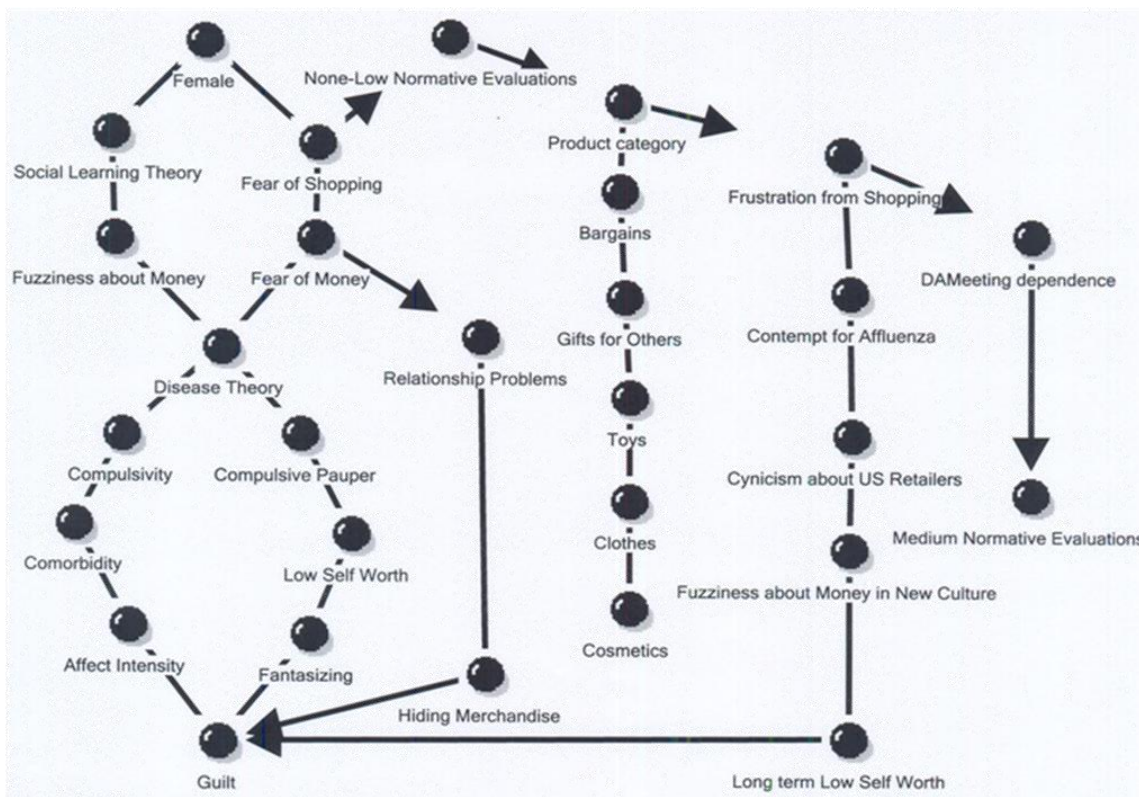 Female
None-Low Normative Evaluations
Product category
Social Learning Theory
Fear of Shopping
Frustration from Shopping
Bargains
Fuzziness about Money
Fear of Money
DAMeeting dependence
Gifts for Others
Contempt for Affluenza
Disease Theory
Relationship Problems
Toys
Compulsivity
Compulsive Pauper
Cynicism about US Retailers
Clothes
Medium Normative Evaluations
Comorbidity
Low Self Worth
Fuzziness about Money in New Culture
Cosmetics
Affect Intensity
Fantasizing
Hiding Merchandise
Guilt
Long term Low Self Worth